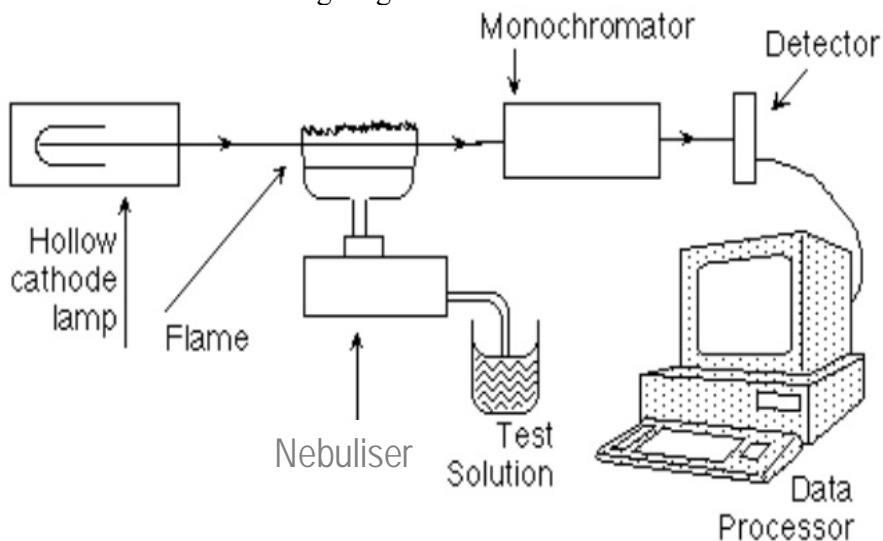 Monochromator
Detector
Hollow
cathode
lamp
Flame
Nebuliser
Test
Solution
Data
Processor